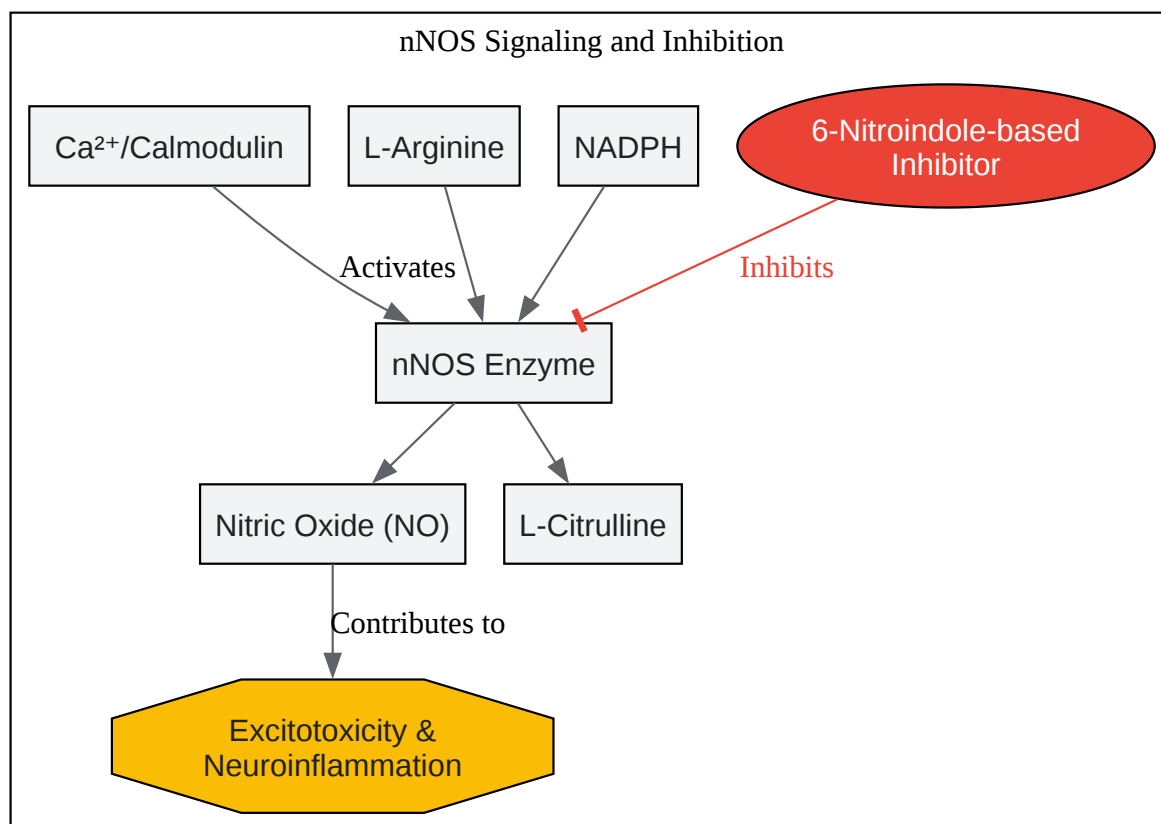 nNOS Signaling and Inhibition
Ca²⁺/Calmodulin
L-Arginine
NADPH
6-Nitroindole-based
Inhibitor
Activates
Inhibits
nNOS Enzyme
Nitric Oxide (NO)
L-Citrulline
Contributes to
Excitotoxicity &
Neuroinflammation